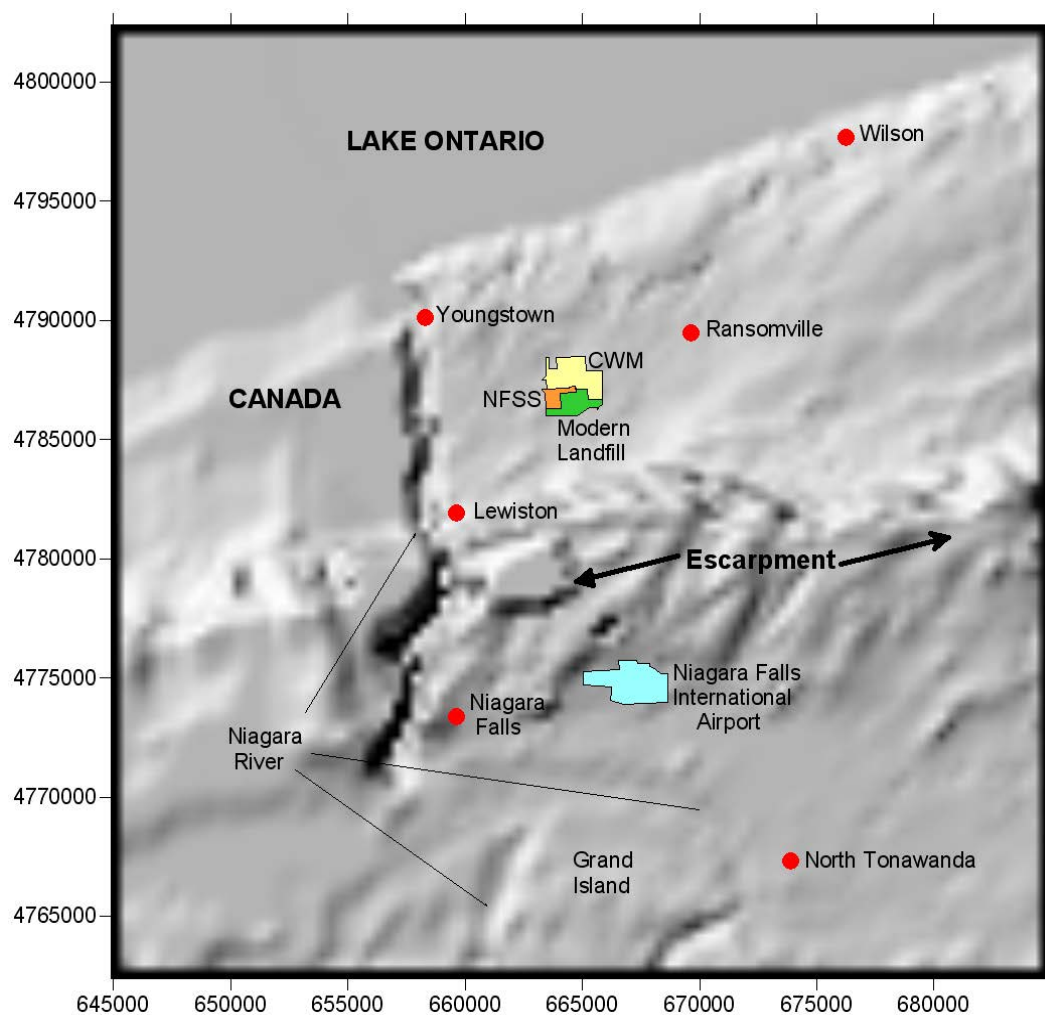 4800000
LAKE ONTARIO
Wilson
4795000
4790000
Youngstown
Ransomville
CWM
CANADA
NFSS
4785000
Modern
Landfill
Lewiston
4780000
Escarpment
4775000
Niagara Falls
International
Airport
Niagara
Falls
Niagara
River
4770000
Grand
Island
North Tonawanda
4765000
645000 650000 655000 660000 665000 670000 675000 680000